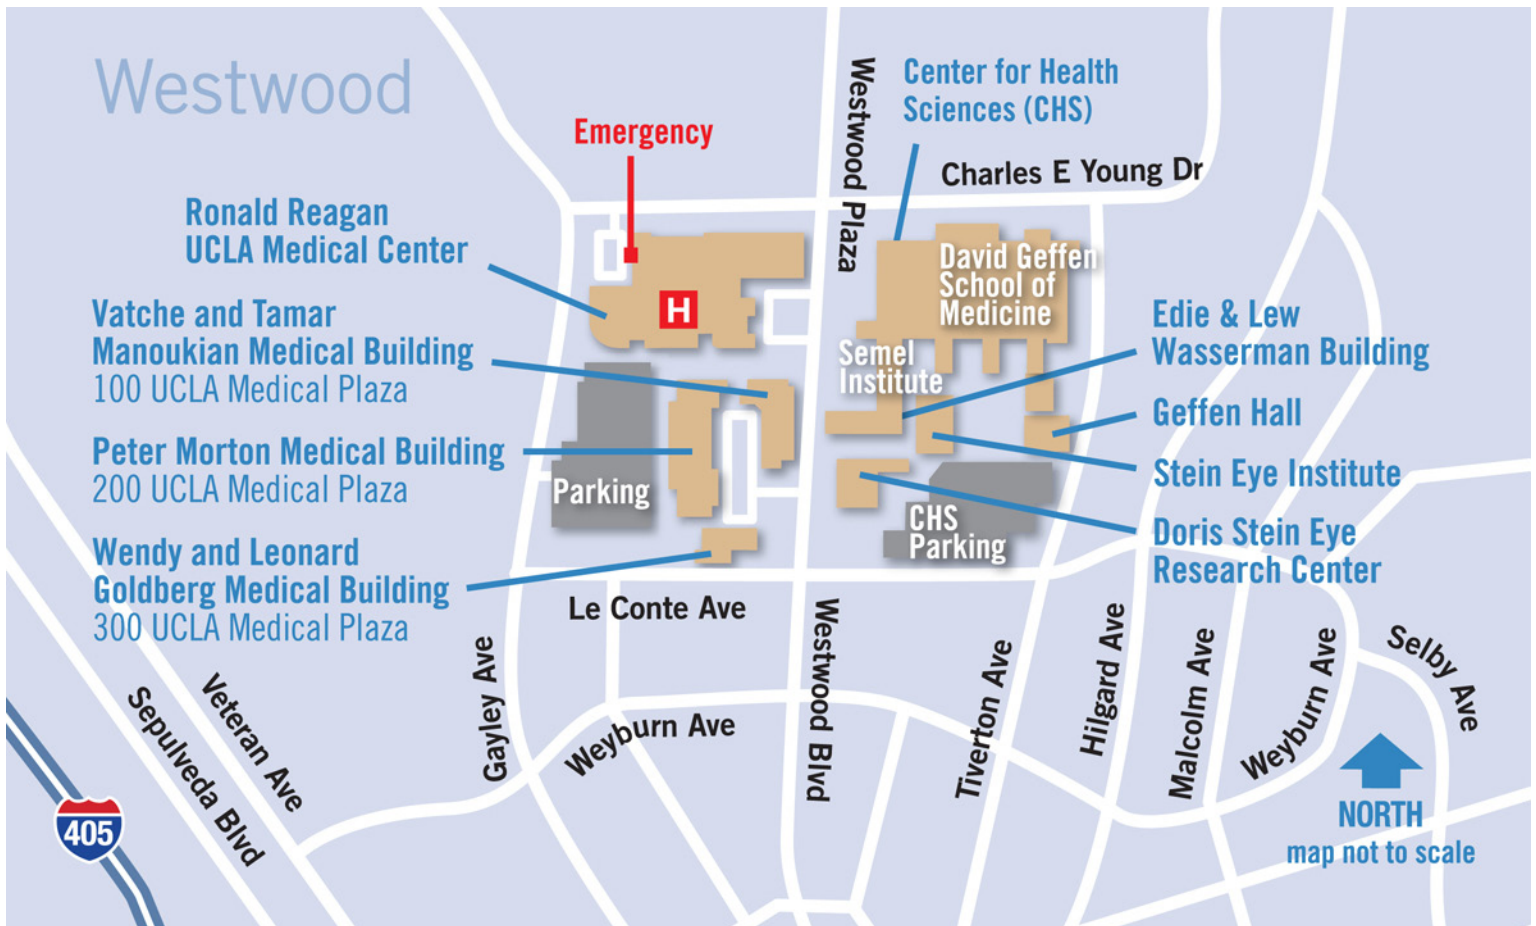 Westwood
Emergency
Center for Health
Sciences (CHS)
Westwood Plaza
Charles E Young Dr
Ronald Reagan
UCLA Medical Center
Vatche and Tamar
Manoukian Medical Building
100 UCLA Medical Plaza
Peter Morton Medical Building
200 UCLA Medical Plaza
Wendy and Leonard
Goldberg Medical Building
300 UCLA Medical Plaza
H
David Geffen
School of
Medicine
Semel
Institute
Edie & Lew
Wasserman Building
Geffen Hall
Stein Eye Institute
Doris Stein Eye
Research Center
Parking
CHS
Parking
Le Conte Ave
Gayley Ave
Weyburn Ave
Westwood Blvd
Tiverton Ave
Hilgard Ave
Malcolm Ave
Weyburn Ave
Selby Ave
Veteran Ave
Sepulveda Blvd
405
NORTH
map not to scale